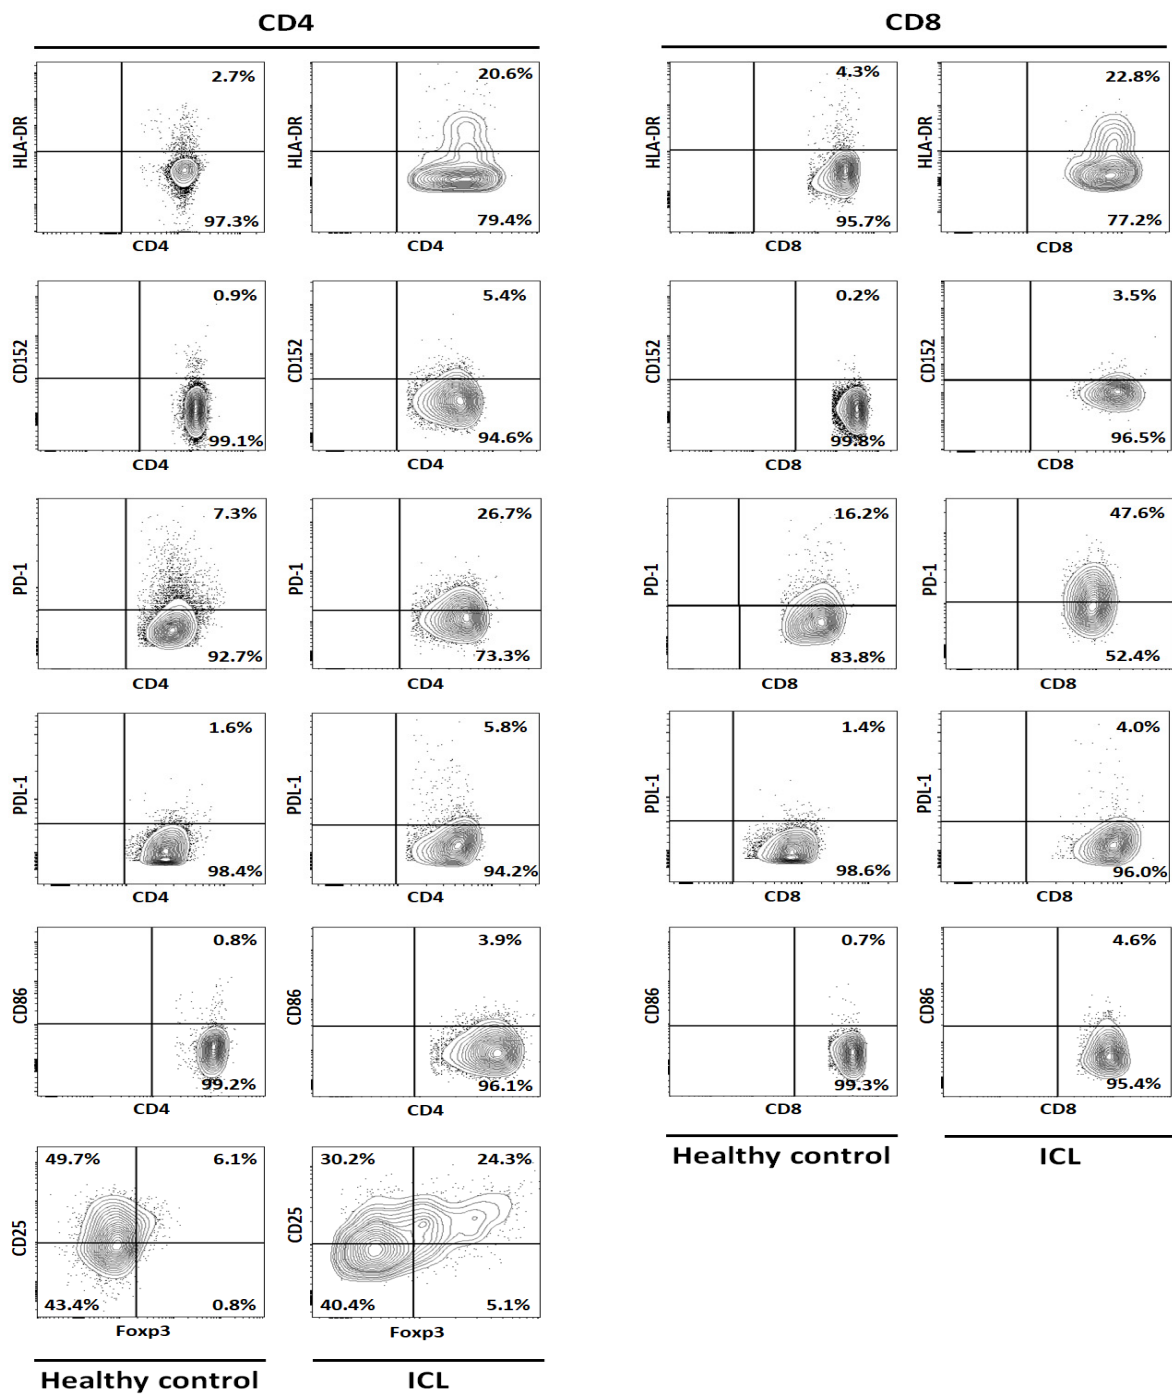 CD4 CD8
2.7% 20.6% 4.3% 22.8%
HLA-DR HLA-DR HLA-DR HLA-DR
97.3% 79.4% 95.7% 77.2%
CD4 CD4 CD8 CD8
0.9% 5.4% 0.2% 3.5%
CD152 CD152 CD152 CD152
99.1% 94.6% 99.8% 96.5%
CD4 CD4 CD8 CD8
7.3% 26.7% 16.2% 47.6%
PD-1 PD-1 PD-1 PD-1
92.7% 73.3% 83.8% 52.4%
CD4 CD4 CD8 CD8
1.6% 5.8% 1.4% 4.0%
PDL-1 PDL-1 PDL-1 PDL-1
98.4% 94.2% 98.6% 96.0%
CD4 CD4 CD8 CD8
0.8% 3.9% 0.7% 4.6%
CD86 CD86 CD86 CD86
99.2% 96.1% 99.3% 95.4%
CD4 CD4 CD8 CD8
Healthy control ICL
49.7% 6.1% 30.2% 24.3%
CD25 CD25
43.4% 0.8% 40.4% 5.1%
Foxp3 Foxp3
Healthy control ICL